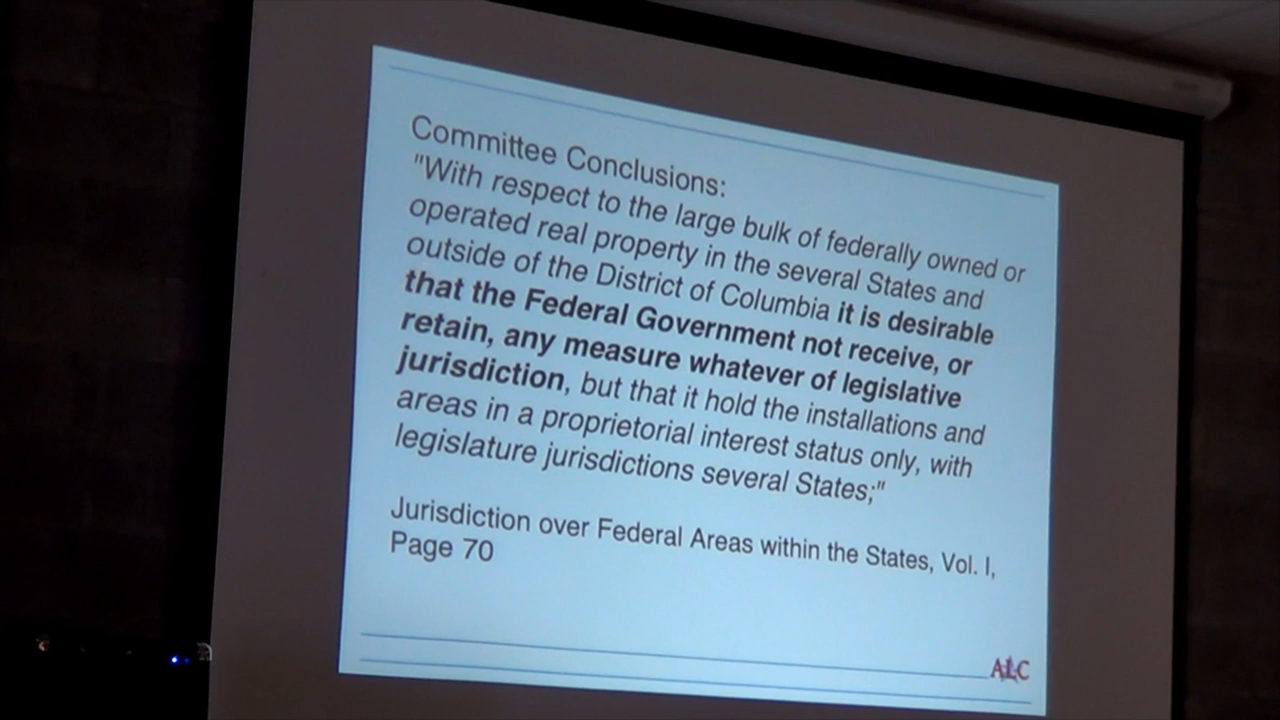 Committee Conclusions:
"With respect to the large bulk of federally owned or
operated real property in the several States and
outside of the District of Columbia it is desirable
that the Federal Government not receive, or
retain, any measure whatever of legislative
jurisdiction, but that it hold the installations and
areas in a proprietorial interest status only, with
legislature jurisdictions several States;"
Jurisdiction over Federal Areas within the States, Vol. I,
Page 70
ALC